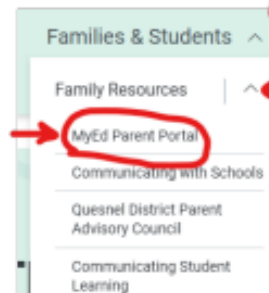 Families & Students
Family Resources
MyEd Parent Portal
Communicating with Schools
Quesnel District Parent
Advisory Council
Communicating Student
Learning